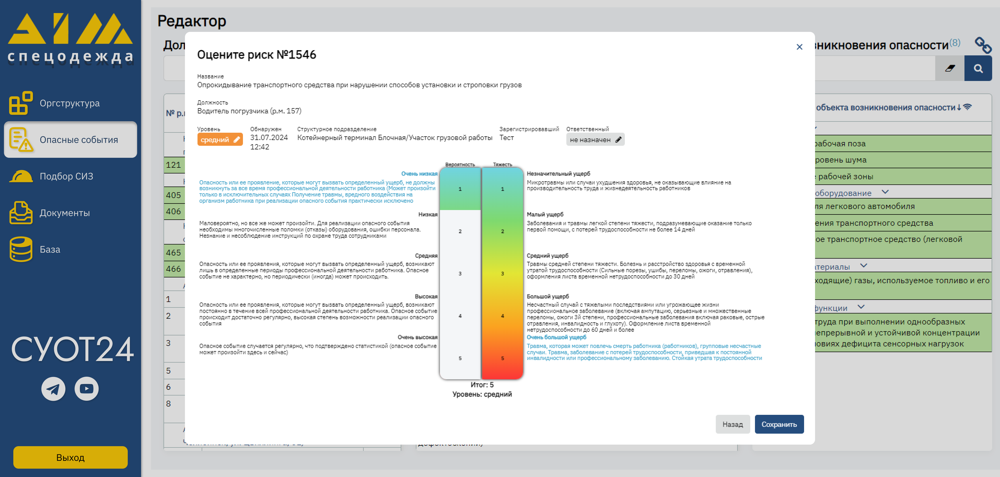 АIМ
спецодежда
Оргструктура
Опасные события
Подбор СИЗ
Документы
База
СУОТ24
Выход
Редактор
Дол
зникновения опасности(8)
№ р.
объекта возникновения опасности
121
405
406
465
466
1
2
3
5
6
8
рабочая поза
ровень шума
е рабочей зоны
оборудование
ля легкового автомобиля
ения транспортного средства
ое транспортное средство (легковой
атериалы
ходящие) газы, используемое топливо и его
функции
труда при выполнении однообразных
непрерывной и устойчивой концентрации
ловиях дефицита сенсорных нагрузок
Оцените риск №1546
Название
Опрокидывание транспортного средства при нарушении способов установки и строповки грузов
Должность
Водитель погрузчика (р.м. 157)
Уровень
средний
Обнаружен
31.07.2024
12:42
Структурное подразделение
Котейнерный терминал Блочная/Участок грузовой работы
Зарегистрировавший
Тест
Ответственный
не назначен
Вероятность
Тяжесть
Очень низкая
Опасность или ее проявление, которые могут вызвать определенный ущерб, не должны
возникнуть за все время профессиональной деятельности работника (Может произойти
только в исключительных случаях Получение травмы, вредного воздействия на
организм работника при реализации опасного события практически исключено
1
1
Незначительный ущерб
Микротравмы или случаи ухудшения здоровья, не оказывающие влияние на
производительность труда и жизнедеятельность работников
Низкая
Маловероятно, но все же может произойти. Для реализации опасного события
необходимы многочисленные поломки (отказы) оборудования, ошибки персонала.
Незнание и несоблюдение инструкций по охране труда сотрудниками
2
2
Малый ущерб
Заболевания и травмы легкой степени тяжести, подразумевающие оказание только
первой помощи, с потерей трудоспособности не более 14 дней
Средняя
Опасность или ее проявления, которые могут вызвать определенный ущерб, возникают
лишь в определенные периоды профессиональной деятельности работника. Опасное
событие не характерно, но периодически (иногда) может происходить.
3
3
Средний ущерб
Травмы средней степени тяжести. Болезнь и расстройство здоровья с временной
утратой трудоспособности (Сильные порезы, ушибы, переломы, ожоги, отравления),
оформления листа временной нетрудоспособности до 30 дней
Высокая
Опасность или ее проявления, которые могут вызвать определенный ущерб, возникают
постоянно в течение всей профессиональной деятельности работника. Опасное событие
происходит достаточно регулярно, высокая степень возможности реализации опасного
события
4
4
Большой ущерб
Несчастный случай с тяжелыми последствиями или угрожающее жизни
профессиональное заболевание (включая ампутацию, серьезные и множественные
переломы, ожоги 3й степени, профессиональные заболевания включая раковые, острые
отравления, инвалидность и глухоту). Оформление листа временной
нетрудоспособности до 60 дней и более
Очень высокая
Опасное событие случается регулярно, что подтверждено статистикой (опасное событие
может произойти здесь и сейчас)
5
5
Очень большой ущерб
Травма, которая может повлечь смерть работника (работников), групповые несчастные
случаи. Травма, заболевание с потерей трудоспособности, приведшая к постоянной
инвалидности или профессиональному заболеванию. Стойкая утрата трудоспособности
Итог: 5
Уровень: средний
Назад
Сохранить